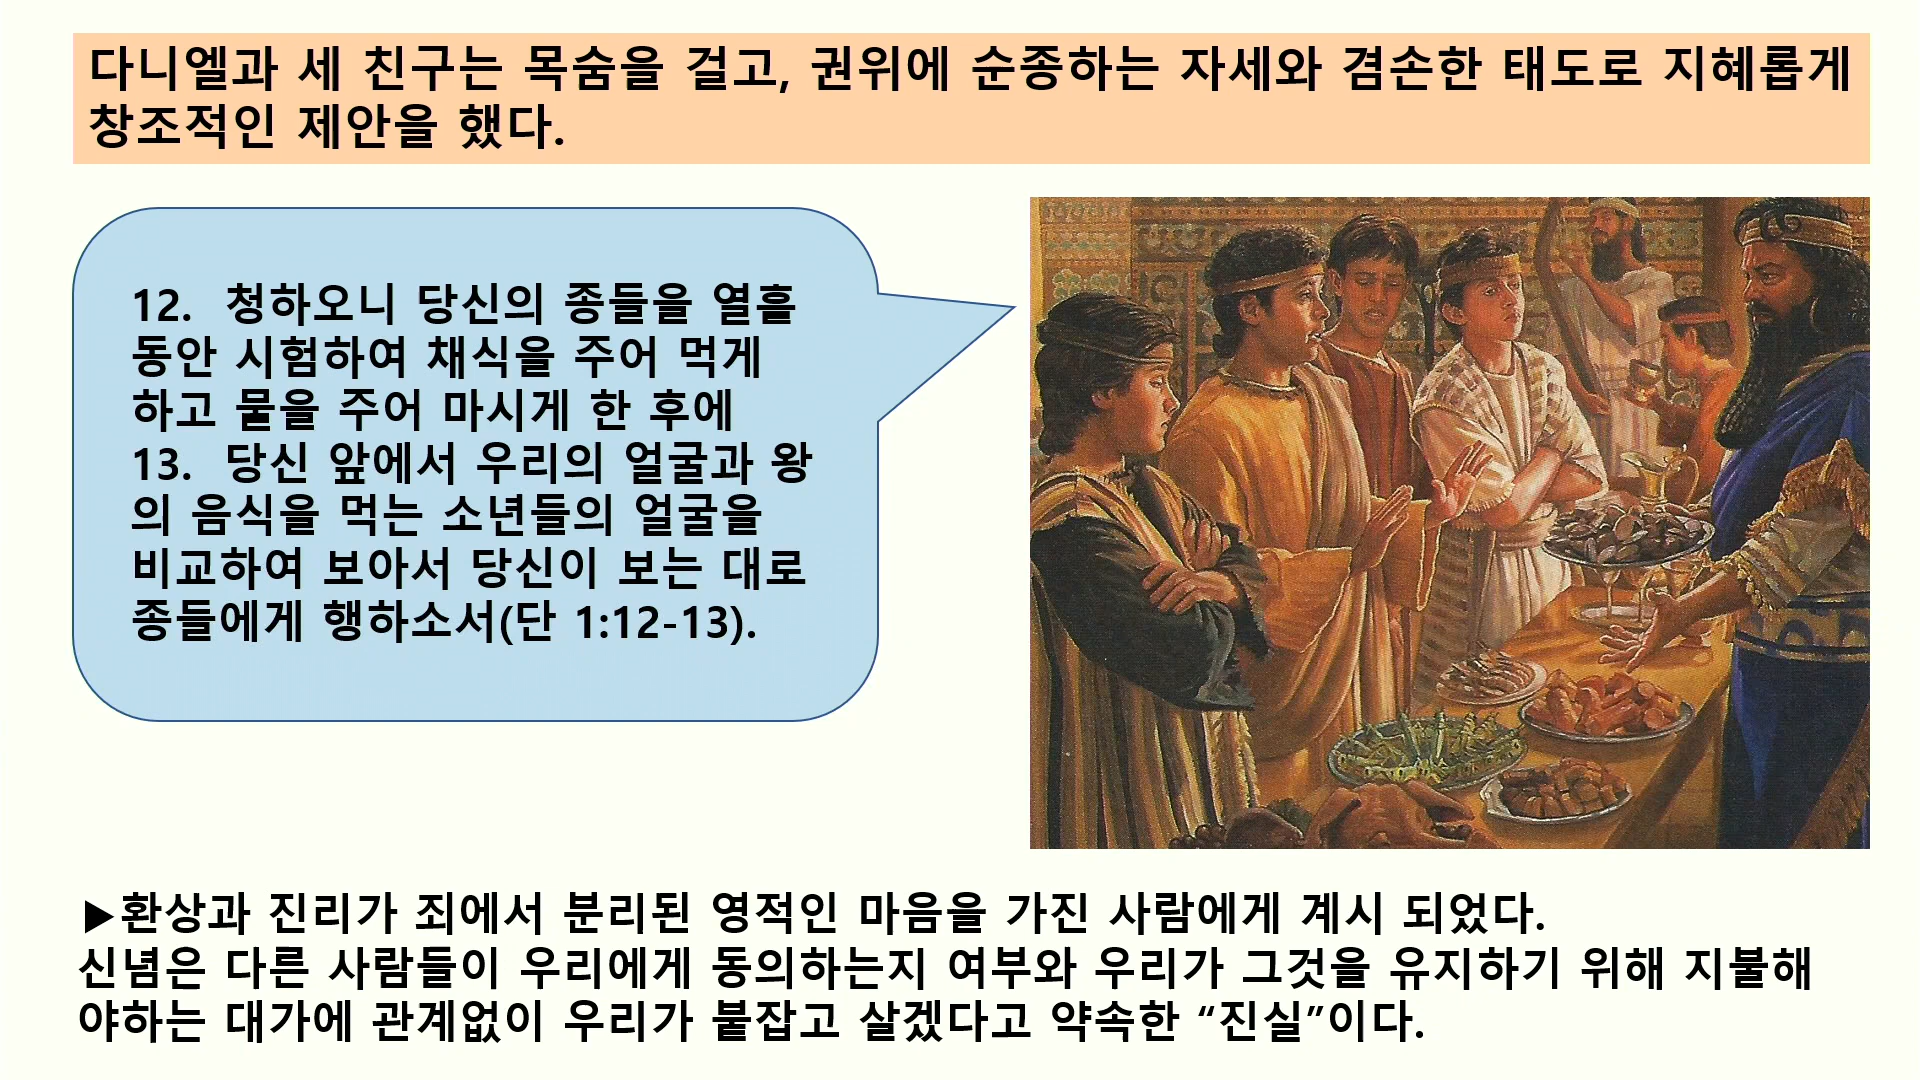 다니엘과 세 친구는 목숨을 걸고, 권위에 순종하는 자세와 겸손한 태도로 지혜롭게
창조적인 제안을 했다.
12. 청하오니 당신의 종들을 열흘
동안 시험하여 채식을 주어 먹게
하고 물을 주어 마시게 한 후에
13. 당신 앞에서 우리의 얼굴과 왕
의 음식을 먹는 소년들의 얼굴을
비교하여 보아서 당신이 보는 대로
종들에게 행하소서(단 1:12-13).
▶환상과 진리가 죄에서 분리된 영적인 마음을 가진 사람에게 계시 되었다.
신념은 다른 사람들이 우리에게 동의하는지 여부와 우리가 그것을 유지하기 위해 지불해
야하는 대가에 관계없이 우리가 붙잡고 살겠다고 약속한 “진실”이다.